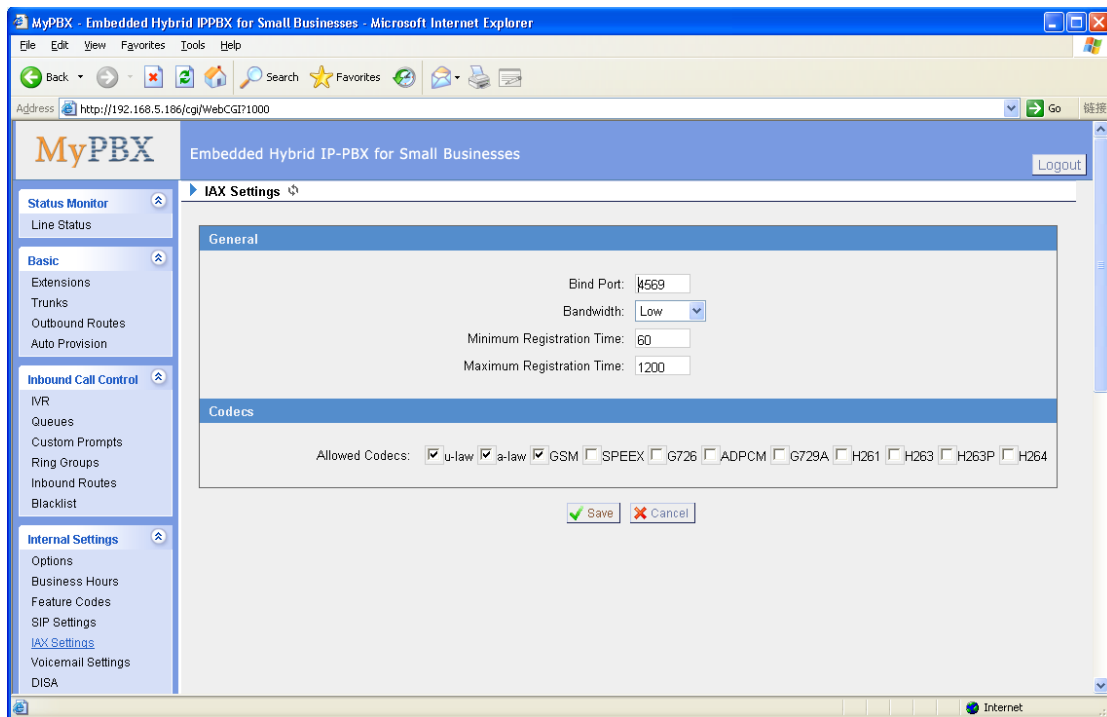 MyPBX - Embedded Hybrid IPPBX for Small Businesses - Microsoft Internet Explorer
File Edit View Favorites Tools Help
Back Search Favorites
Address http://192.168.5.186/cgi/WebCGI?1000 Go 链接
MyPBX
Embedded Hybrid IP-PBX for Small Businesses
Logout
Status Monitor
Line Status
Basic
Extensions
Trunks
Outbound Routes
Auto Provision
Inbound Call Control
IVR
Queues
Custom Prompts
Ring Groups
Inbound Routes
Blacklist
Internal Settings
Options
Business Hours
Feature Codes
SIP Settings
IAX Settings
Voicemail Settings
DISA
IAX Settings
General
Bind Port: 4569
Bandwidth: Low
Minimum Registration Time: 60
Maximum Registration Time: 1200
Codecs
Allowed Codecs: u-law a-law GSM SPEEX G726 ADPCM G729A H261 H263 H263P H264
Save Cancel
Internet